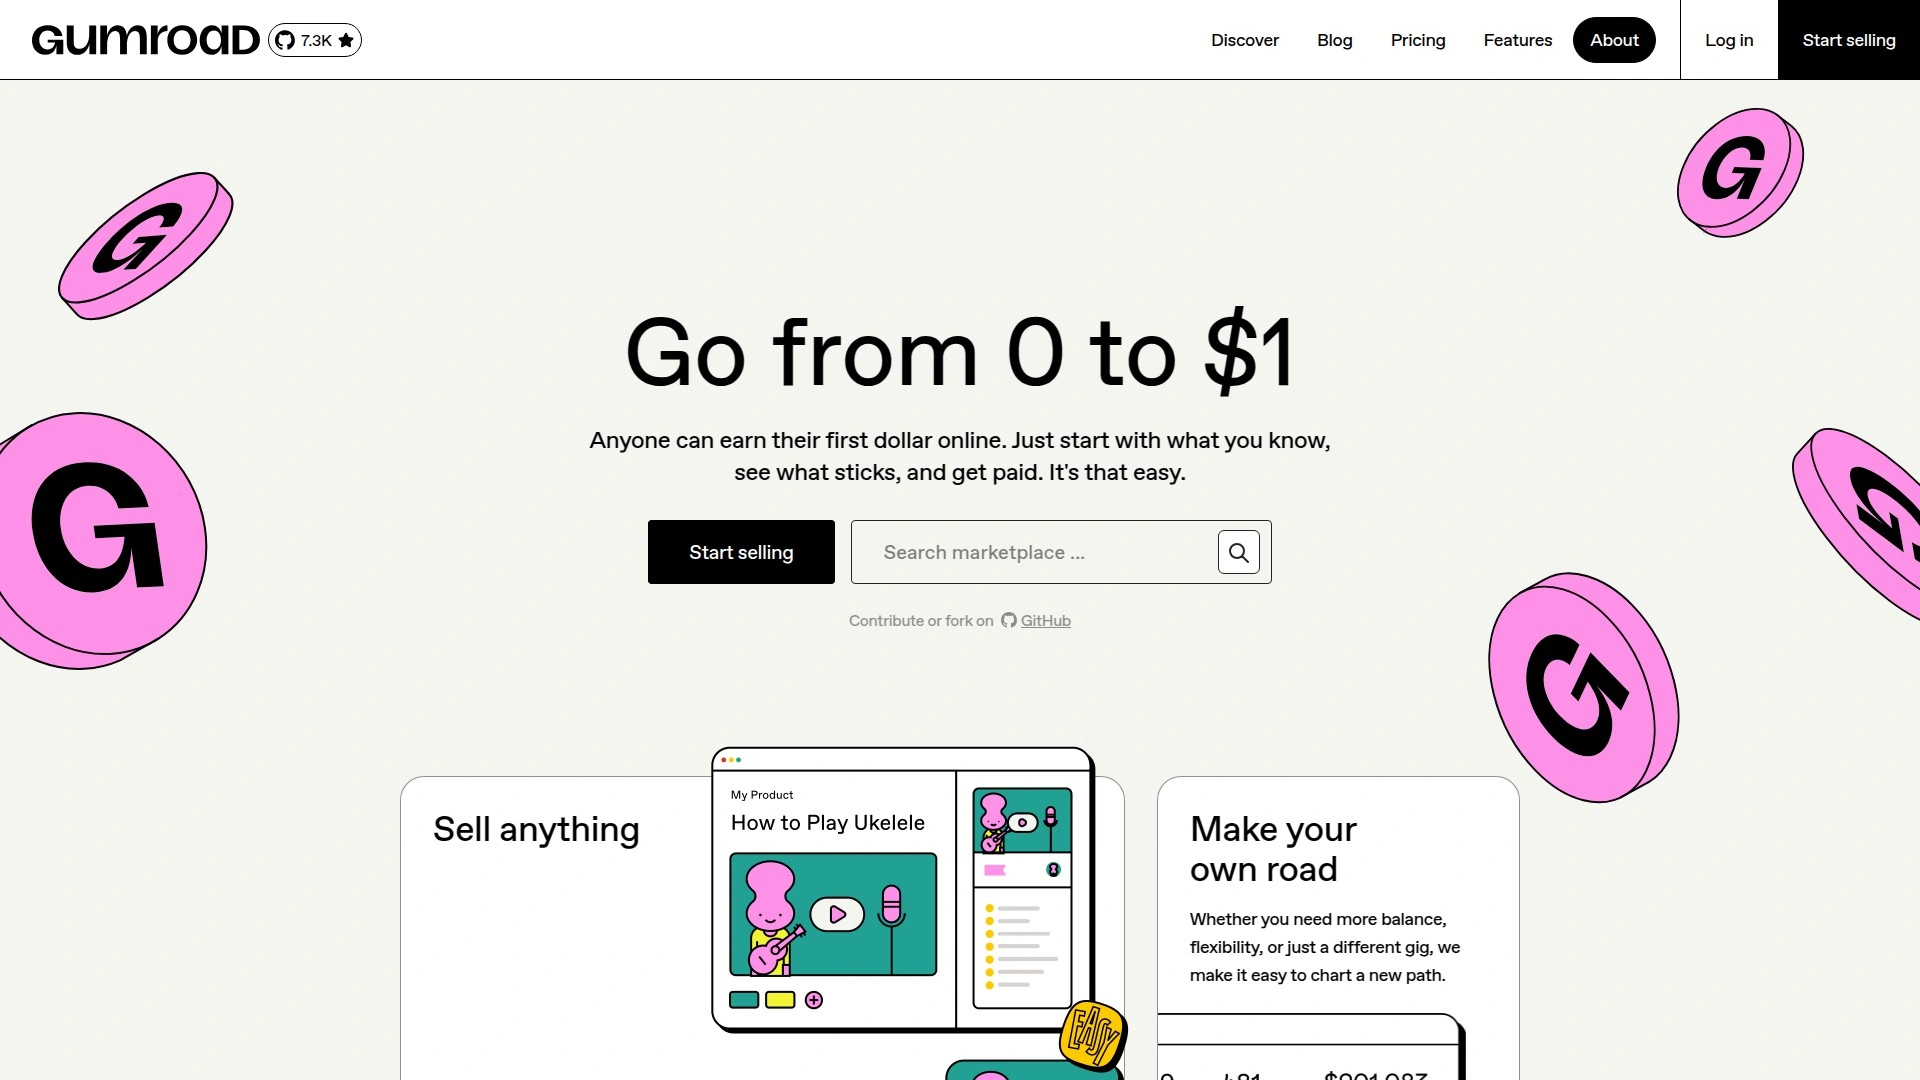 GUMROAD
7.3K
Discover
Blog
Pricing
Features
About
Log in
Start selling
G
G
G
G
G
Go from 0 to $1
Anyone can earn their first dollar online. Just start with what you know,
see what sticks, and get paid. It's that easy.
Start selling
Search marketplace ...
Contribute or fork on GitHub
Sell anything
My Product
How to Play Ukelele
EASY
Make your
own road
Whether you need more balance,
flexibility, or just a different gig, we
make it easy to chart a new path.